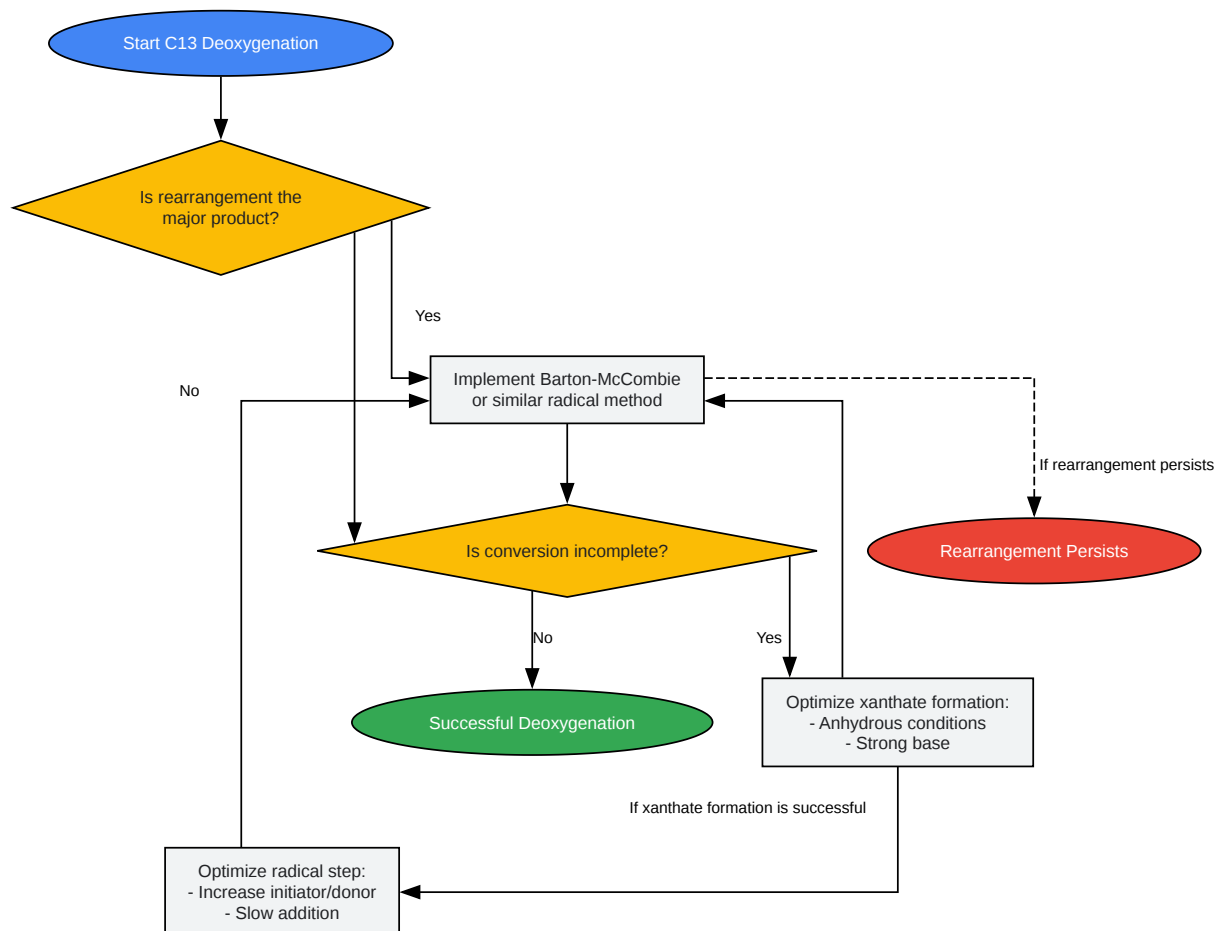 Start C13 Deoxygenation
Is rearrangement the
major product?
Yes
No
Implement Barton-McCombie
or similar radical method
If rearrangement persists
Is conversion incomplete?
Rearrangement Persists
No
Yes
Successful Deoxygenation
Optimize xanthate formation:
- Anhydrous conditions
- Strong base
If xanthate formation is successful
Optimize radical step:
- Increase initiator/donor
- Slow addition